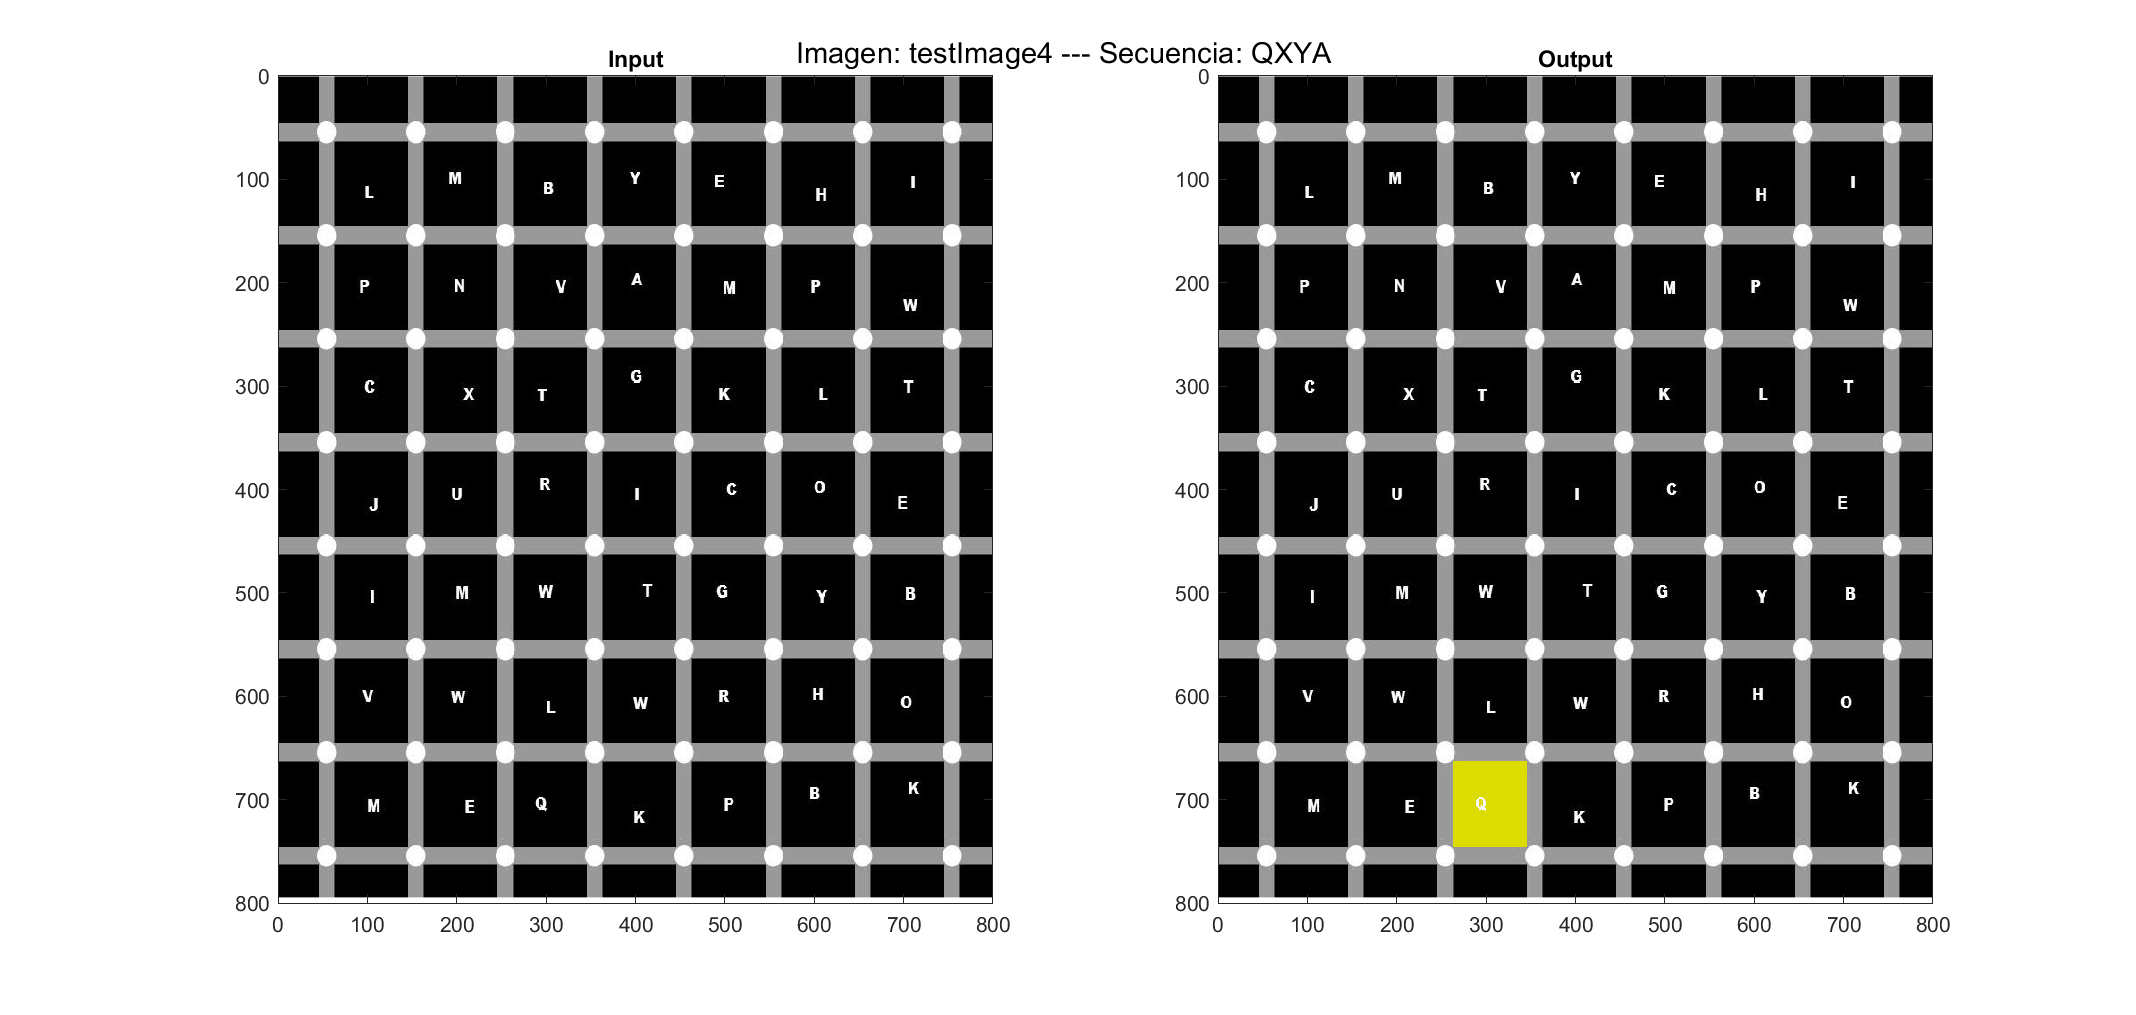 Imagen: testImage4 --- Secuencia: QXYA
Input
0
L M B Y E H I
100
P N V A M P W
200
C X T G K L T
300
J U R I C O E
400
I M W T G Y B
500
V W L W R H O
600
M E Q K P B K
700
800
0 100 200 300 400 500 600 700 800
Output
0
L M B Y E H I
100
P N V A M P W
200
C X T G K L T
300
J U R I C O E
400
I M W T G Y B
500
V W L W R H O
600
M E Q K P B K
700
800
0 100 200 300 400 500 600 700 800